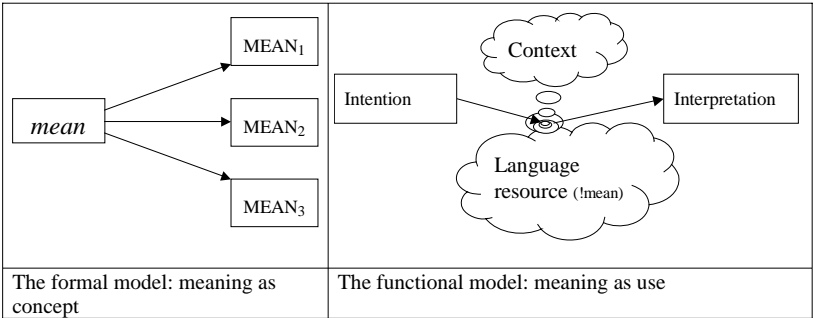 mean
MEAN₁
MEAN₂
MEAN₃
Context
Intention
Interpretation
Language
resource (!mean)
The formal model: meaning as
concept
The functional model: meaning as use